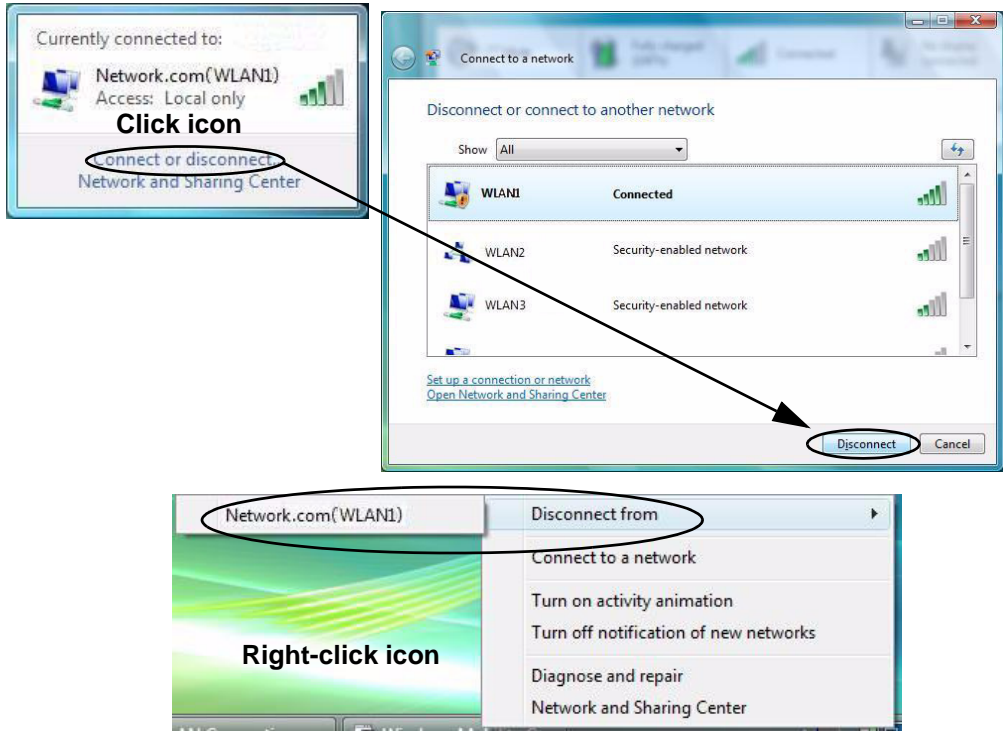 Currently connected to:
Network.com(WLAN1)
Access: Local only
Click icon
Connect or disconnect.
Network and Sharing Center
Connect to a network
Fully charged
Connected
Disconnect or connect to another network
Show All
WLAN1 Connected
WLAN2 Security-enabled network
WLAN3 Security-enabled network
Set up a connection or network
Open Network and Sharing Center
Disconnect Cancel
Network.com(WLAN1) Disconnect from
Connect to a network
Turn on activity animation
Turn off notification of new networks
Right-click icon
Diagnose and repair
Network and Sharing Center